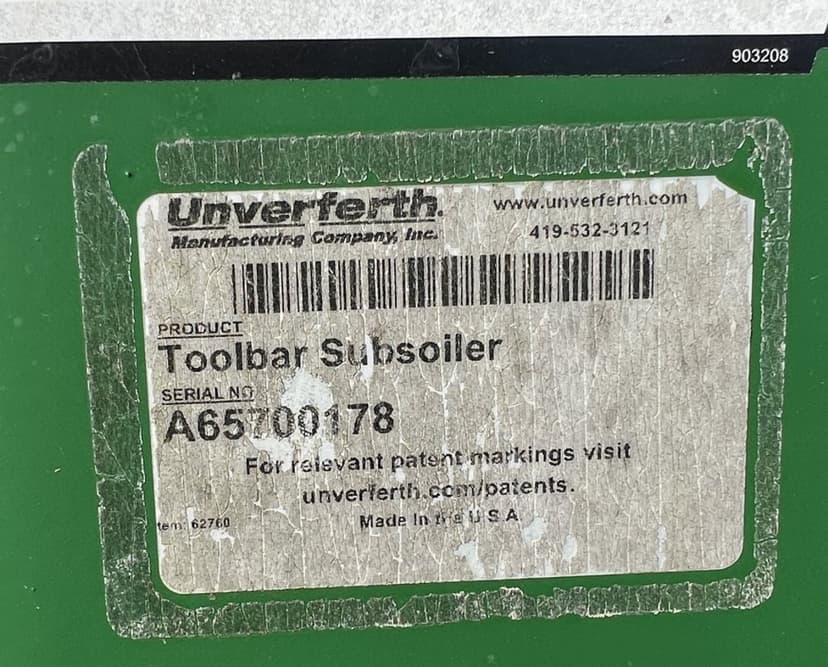 903208
Unverferth.
www.unverferth.com
Manufacturing Company, Inc.
419-532-3121
PRODUCT
Toolbar Subsoiler
SERIAL NO
A65700178
For relevant patent markings visit
unverferth.com/patents.
tem: 62760
Made In the U S A